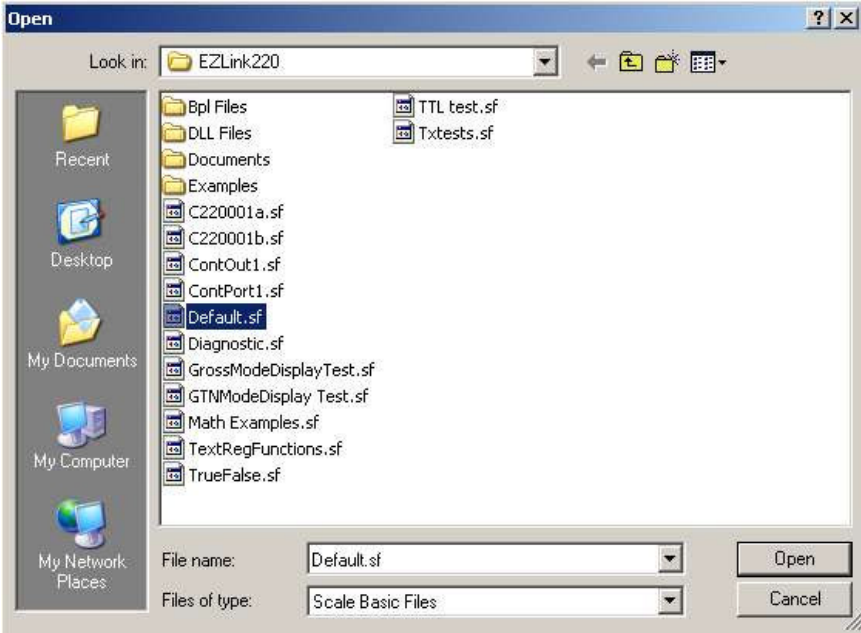 Open
Look in: EZLink220
Recent
Desktop
My Documents
My Computer
My Network
Places
Bpl Files
DLL Files
Documents
Examples
C220001a.sf
C220001b.sf
ContOut1.sf
ContPort1.sf
Default.sf
Diagnostic.sf
GrossModeDisplayTest.sf
GTNModeDisplay Test.sf
Math Examples.sf
TextRegFunctions.sf
TrueFalse.sf
TTL test.sf
Txtests.sf
File name: Default.sf Open
Files of type: Scale Basic Files Cancel